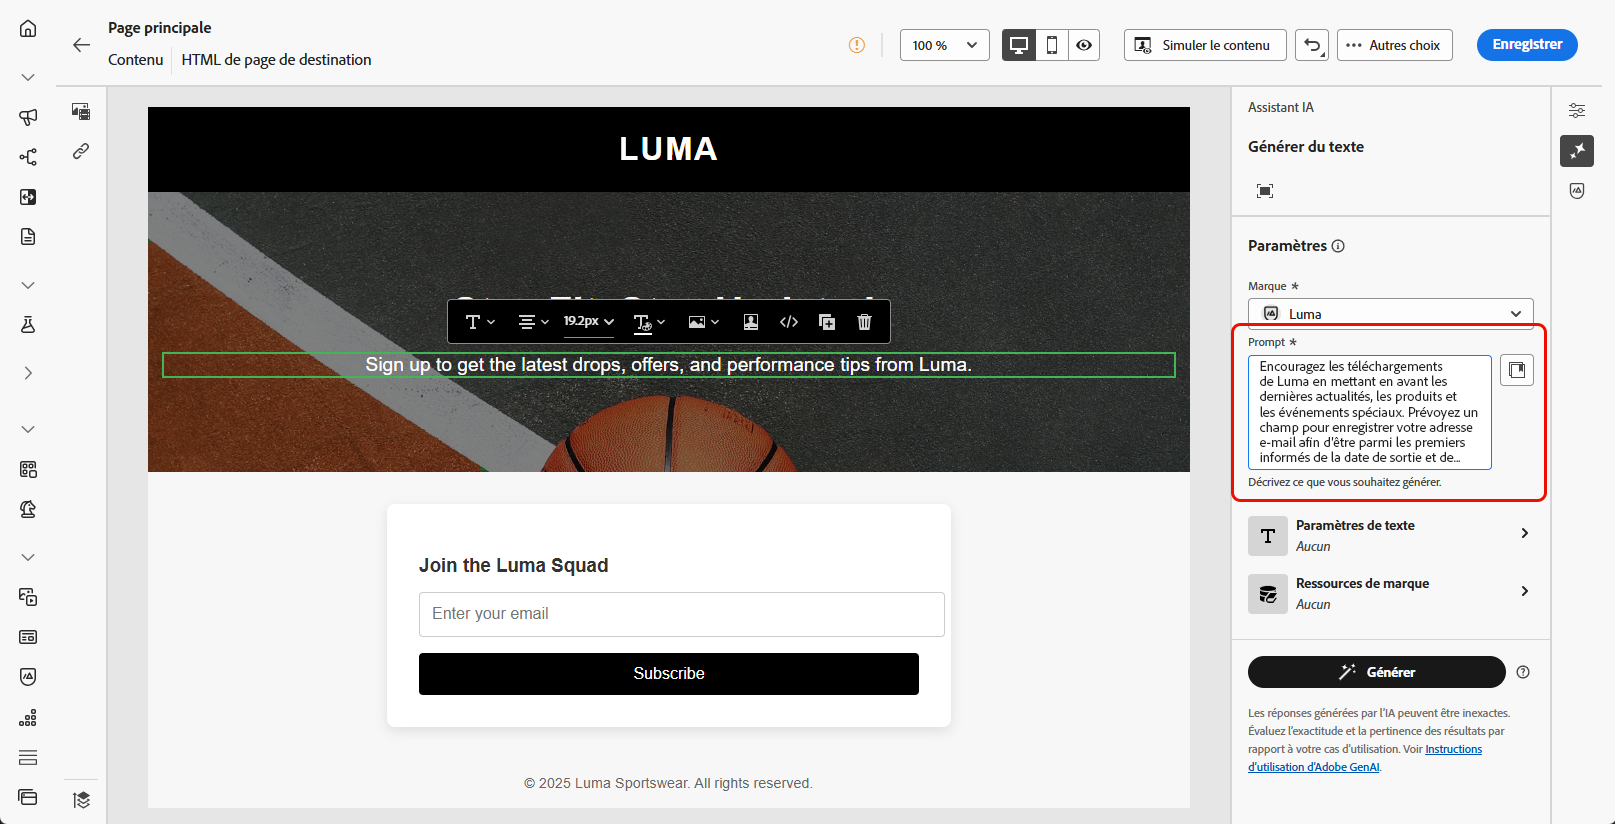 Page principale
Contenu
HTML de page de destination
100 %
Simuler le contenu
Autres choix
Enregistrer
LUMA
19.2px
Sign up to get the latest drops, offers, and performance tips from Luma.
Join the Luma Squad
Enter your email
Subscribe
© 2025 Luma Sportswear. All rights reserved.
Assistant IA
Générer du texte
Paramètres
Marque *
Luma
Prompt *
Encouragez les téléchargements
de Luma en mettant en avant les
dernières actualités, les produits et
les événements spéciaux. Prévoyez un
champ pour enregistrer votre adresse
e-mail afin d'être parmi les premiers
informés de la date de sortie et de...
Décrivez ce que vous souhaitez générer.
Paramètres de texte
Aucun
Ressources de marque
Aucun
Générer
Les réponses générées par l'IA peuvent être inexactes.
Évaluez l'exactitude et la pertinence des résultats par
rapport à votre cas d'utilisation. Voir Instructions
d'utilisation d'Adobe GenAI.